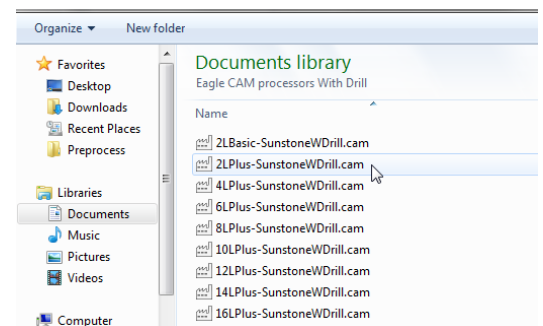 Organize New folder
Favorites
Desktop
Downloads
Recent Places
Preprocess
Libraries
Documents
Music
Pictures
Videos
Computer
Documents library
Eagle CAM processors With Drill
Name
2LBasic-SunstoneWDrill.cam
2LPlus-SunstoneWDrill.cam
4LPlus-SunstoneWDrill.cam
6LPlus-SunstoneWDrill.cam
8LPlus-SunstoneWDrill.cam
10LPlus-SunstoneWDrill.cam
12LPlus-SunstoneWDrill.cam
14LPlus-SunstoneWDrill.cam
16LPlus-SunstoneWDrill.cam